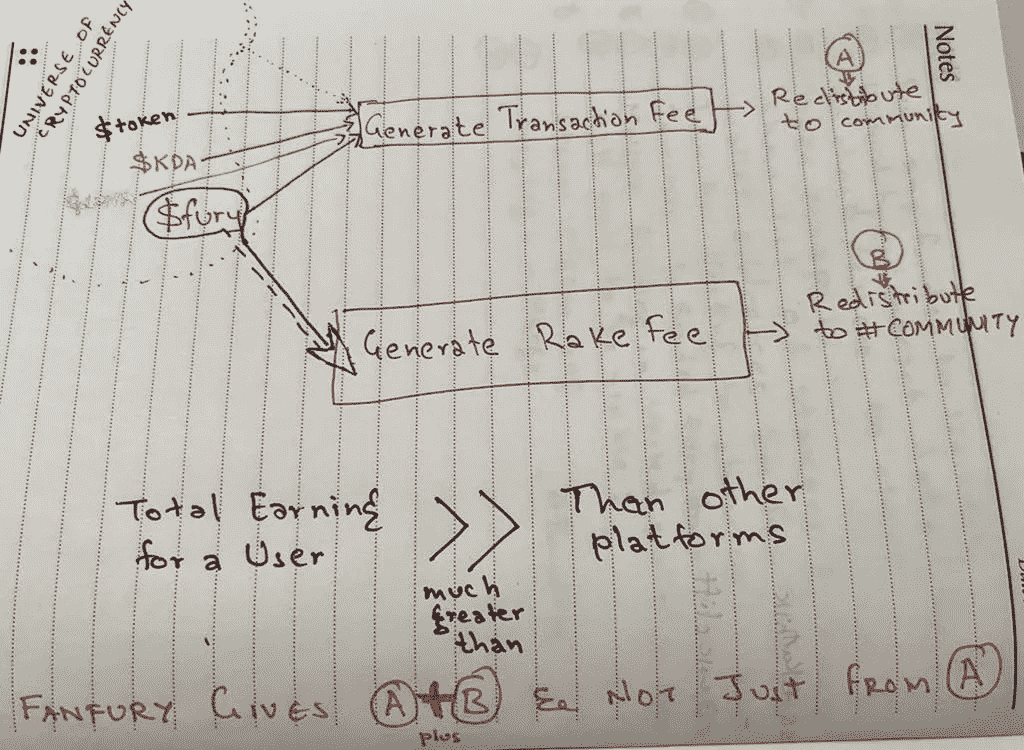 UNIVERSE OF
CRYPTOCURRENCY
Notes
$token
$KDA
$fury
Generate Transaction Fee
A
Redistribute
to community
Generate Rake Fee
B
Redistribute
to #COMMUNITY
Total Earning
for a User
>>
much
greater
than
Than other
platforms
FANFURY GIVES A + B & NOT JUST FROM A
plus